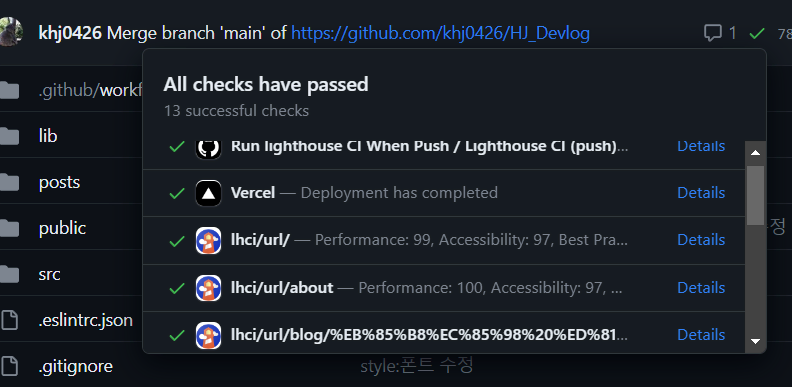 khj0426 Merge branch 'main' of https://github.com/khj0426/HJ_Devlog 1 78
All checks have passed
13 successful checks
.github/workf
Run lighthouse CI When Push / Lighthouse CI (push)... Details
lib
Vercel — Deployment has completed Details
posts
lhci/url/ — Performance: 99, Accessibility: 97, Best Pra... Details
public
수정
lhci/url/about — Performance: 100, Accessibility: 97, ... Details
src
lhci/url/blog/%EB%85%B8%EC%85%98%20%ED%81... Details
.eslintrc.json
.gitignore style:폰트 수정